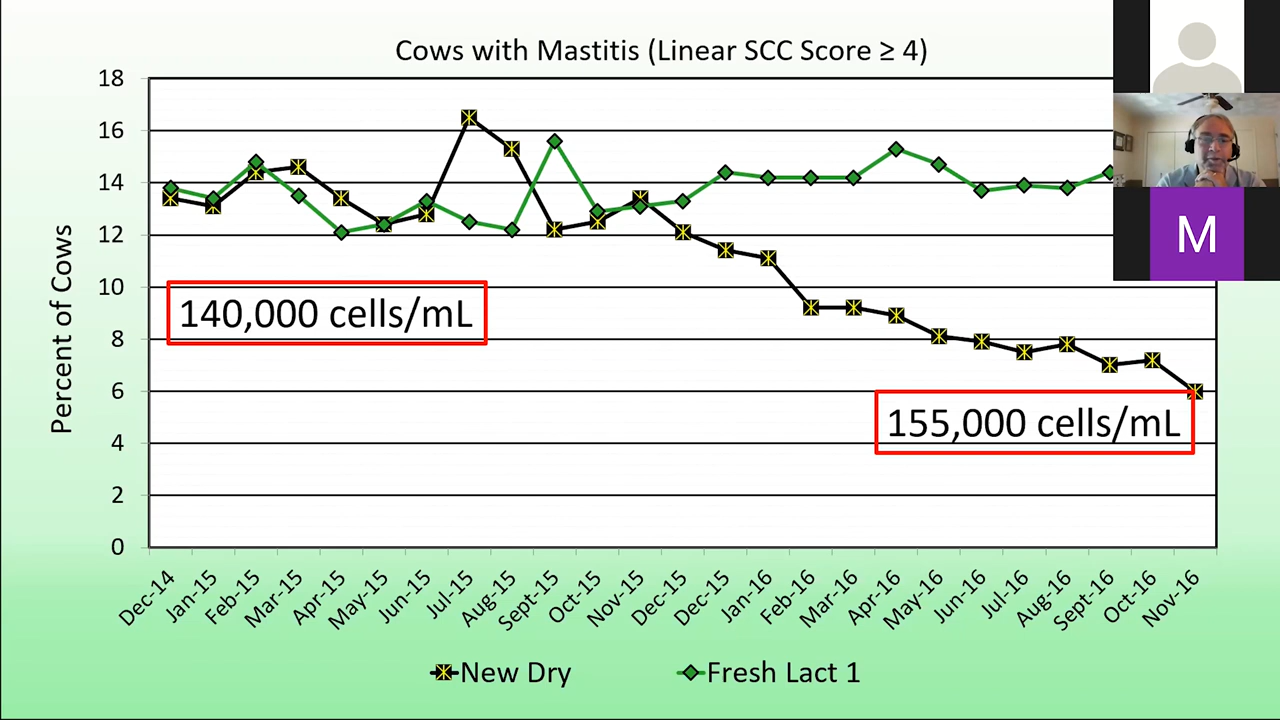 Cows with Mastitis (Linear SCC Score ≥ 4)
18
16
14
12
10
8
6
4
2
0
Percent of Cows
140,000 cells/mL
155,000 cells/mL
M
Dec-14
Jan-15
Feb-15
Mar-15
Apr-15
May-15
Jun-15
Jul-15
Aug-15
Sept-15
Oct-15
Nov-15
Dec-15
Dec-15
Jan-16
Feb-16
Mar-16
Apr-16
May-16
Jun-16
Jul-16
Aug-16
Sept-16
Oct-16
Nov-16
New Dry
Fresh Lact 1